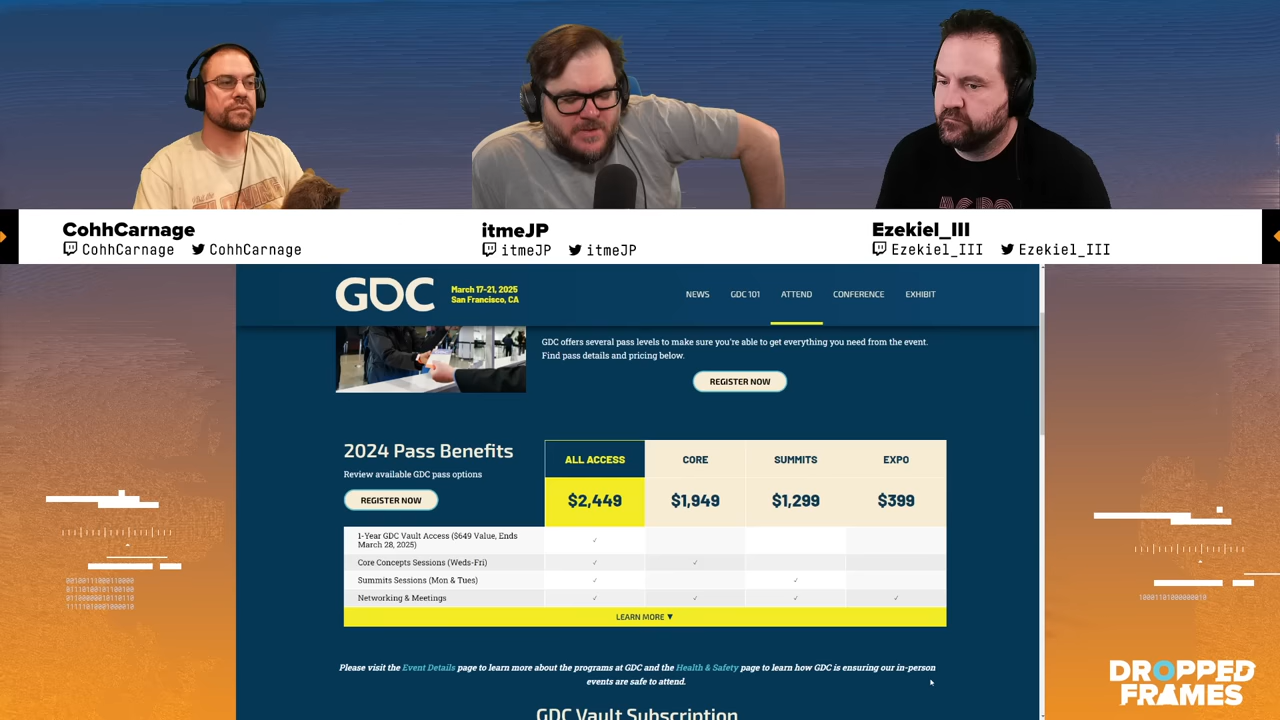 CohhCarnage
CohhCarnage CohhCarnage
itmeJP
itmeJP itmeJP
Ezekiel_III
Ezekiel_III Ezekiel_III
GDC
March 17-21, 2025
San Francisco, CA
NEWS GDC 101 ATTEND CONFERENCE EXHIBIT
GDC offers several pass levels to make sure you're able to get everything you need from the event.
Find pass details and pricing below.
REGISTER NOW
2024 Pass Benefits
Review available GDC pass options
REGISTER NOW
ALL ACCESS CORE SUMMITS EXPO
$2,449 $1,949 $1,299 $399
1-Year GDC Vault Access ($649 Value, Ends
March 28, 2025) ✓
Core Concepts Sessions (Weds-Fri) ✓ ✓
Summits Sessions (Mon & Tues) ✓ ✓
Networking & Meetings ✓ ✓ ✓ ✓
LEARN MORE ▼
Please visit the Event Details page to learn more about the programs at GDC and the Health & Safety page to learn how GDC is ensuring our in-person
events are safe to attend.
GDC Vault Subscription
DROPPED
FRAMES